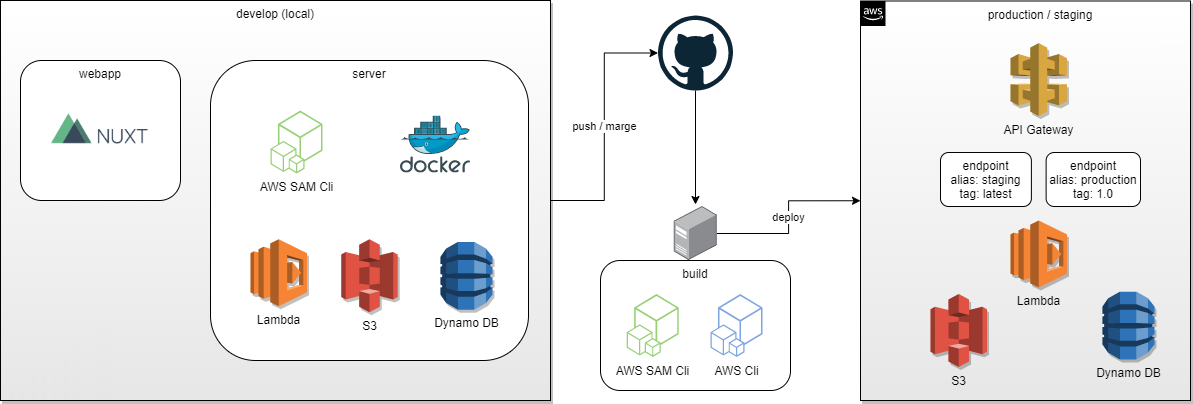 develop (local)
webapp
NUXT
server
AWS SAM Cli
docker
Lambda
S3
Dynamo DB
push / marge
build
AWS SAM Cli
AWS Cli
deploy
aws
production / staging
API Gateway
endpoint
alias: staging
tag: latest
endpoint
alias: production
tag: 1.0
Lambda
S3
Dynamo DB